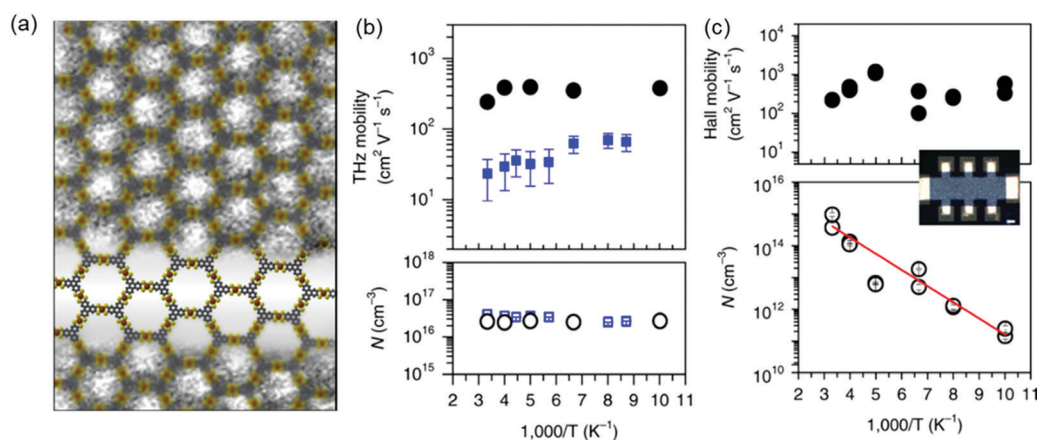 (a)
(b)
10³
10²
10¹
THz mobility
(cm² V⁻¹ s⁻¹)
10¹⁸
10¹⁷
10¹⁶
10¹⁵
N (cm⁻³)
2 3 4 5 6 7 8 9 10 11
1,000/T (K⁻¹)
(c)
10⁴
10³
10²
10¹
Hall mobility
(cm² V⁻¹ s⁻¹)
10¹⁶
10¹⁴
10¹²
10¹⁰
N (cm⁻³)
2 3 4 5 6 7 8 9 10 11
1,000/T (K⁻¹)